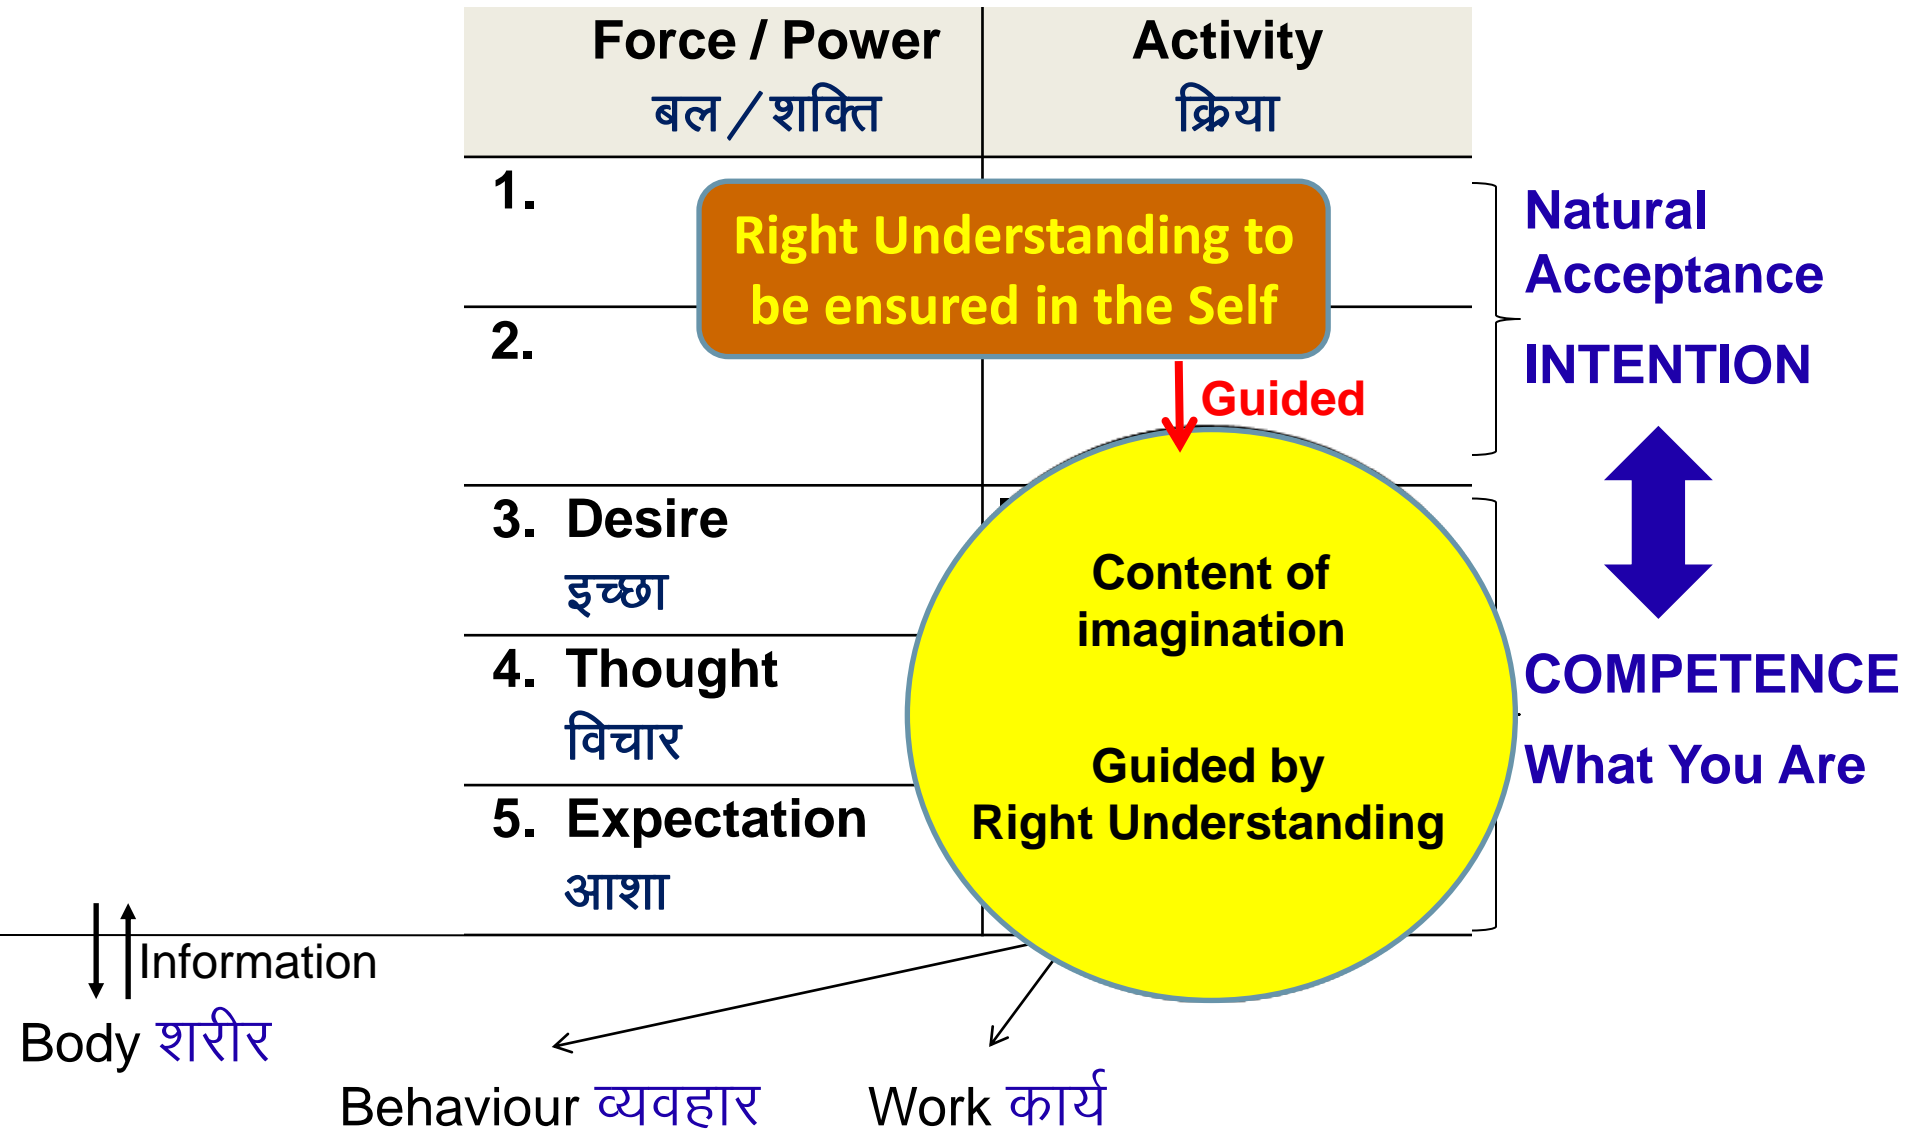 Force / Power
बल / शक्ति
Activity
क्रिया
1.
Right Understanding to
be ensured in the Self
2.
Guided
Natural
Acceptance
INTENTION
3. Desire
इच्छा
4. Thought
विचार
5. Expectation
आशा
Content of
imagination
Guided by
Right Understanding
COMPETENCE
What You Are
Information
Body शरीर
Behaviour व्यवहार
Work कार्य